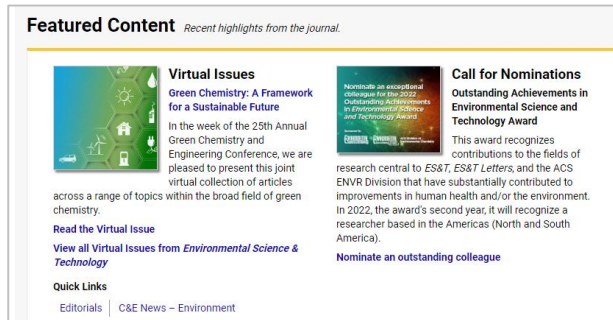 Featured Content Recent highlights from the journal.
Virtual Issues
Green Chemistry: A Framework
for a Sustainable Future
In the week of the 25th Annual
Green Chemistry and
Engineering Conference, we are
pleased to present this joint
virtual collection of articles
across a range of topics within the broad field of green
chemistry.
Read the Virtual Issue
View all Virtual Issues from Environmental Science &
Technology
Quick Links
Editorials | C&E News – Environment
Nominate an exceptional
colleague for the 2022
Outstanding Achievements
in Environmental Science
and Technology Award
Call for Nominations
Outstanding Achievements in
Environmental Science and
Technology Award
This award recognizes
contributions to the fields of
research central to ES&T, ES&T Letters, and the ACS
ENVR Division that have substantially contributed to
improvements in human health and/or the environment.
In 2022, the award's second year, it will recognize a
researcher based in the Americas (North and South
America).
Nominate an outstanding colleague